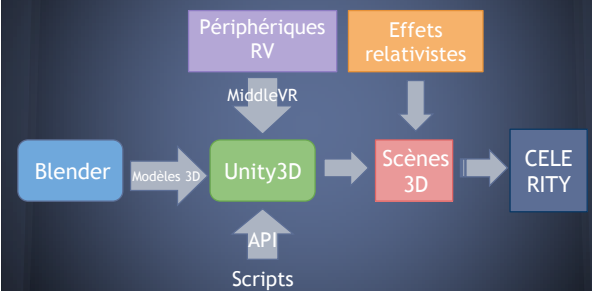 Périphériques
RV
Effets
relativistes
MiddleVR
Blender
Modèles 3D
Unity3D
Scènes
3D
CELE
RITY
API
Scripts